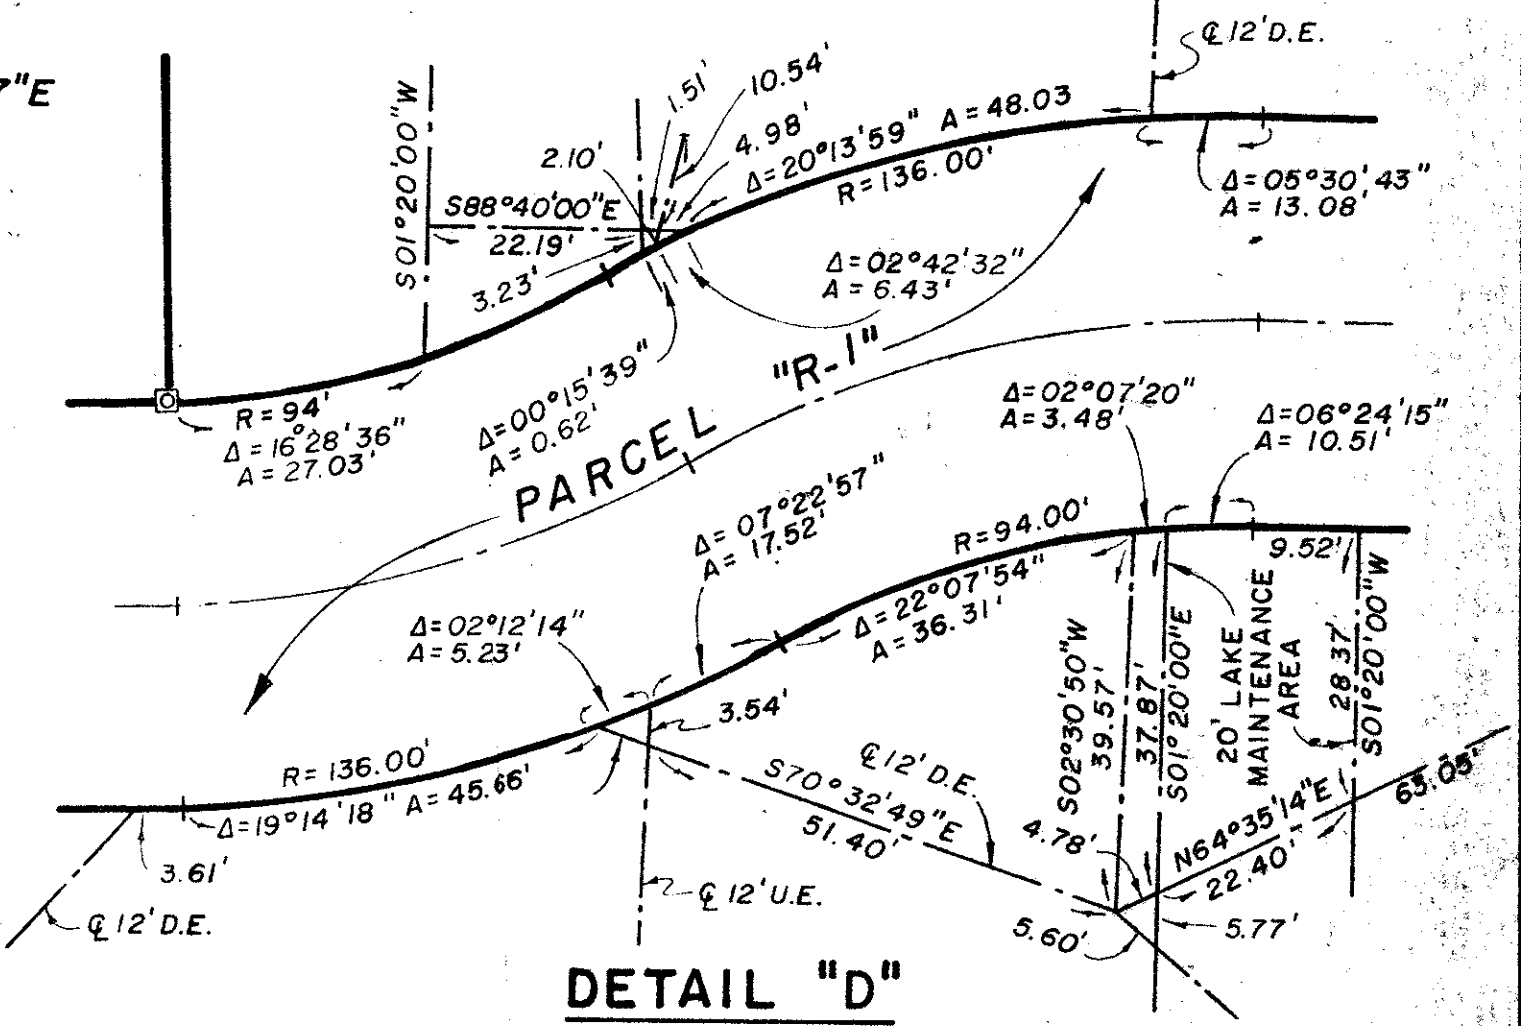 7"E
S01°20'00"W
1.51'
10.54'
4.98'
2.10'
Δ=20°13'59" A=48.03
R=136.00'
℄ 12' D.E.
S88°40'00"E
22.19'
3.23'
Δ=05°30'43"
A=13.08'
Δ=02°42'32"
A=6.43'
R=94'
Δ=16°28'36"
A=27.03'
Δ=00°15'39"
A=0.62'
PARCEL "R-1"
Δ=02°07'20"
A=3.48'
Δ=06°24'15"
A=10.51'
Δ=07°22'57"
A=17.52'
R=94.00'
Δ=22°07'54"
A=36.31'
9.52'
Δ=02°12'14"
A=5.23'
3.54'
S02°30'50"W
39.57'
37.87'
S01°20'00"E
20' LAKE
MAINTENANCE
AREA
28.37'
S01°20'00"W
R=136.00'
Δ=19°14'18" A=45.66'
3.61'
℄ 12' D.E.
℄ 12' D.E.
S70°32'49"E
51.40'
4.78'
N64°35'14"E
22.40'
63.05'
℄ 12' U.E.
5.60'
5.77'
DETAIL "D"